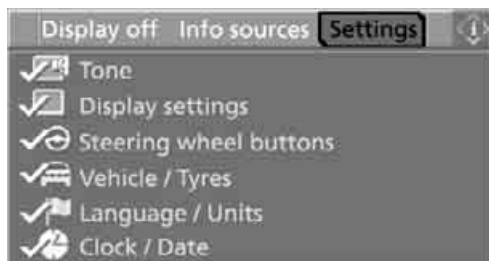 Display off Info sources Settings i
Tone
Display settings
Steering wheel buttons
Vehicle / Tyres
Language / Units
Clock / Date